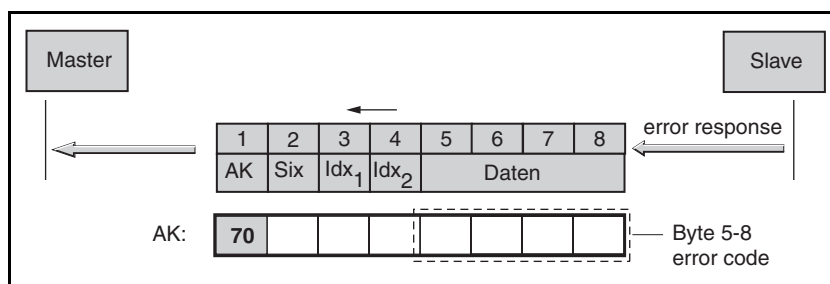 Master
Slave
1 2 3 4 5 6 7 8
error response
AK Six Idx1 Idx2 Daten
AK: 70
Byte 5-8
error code